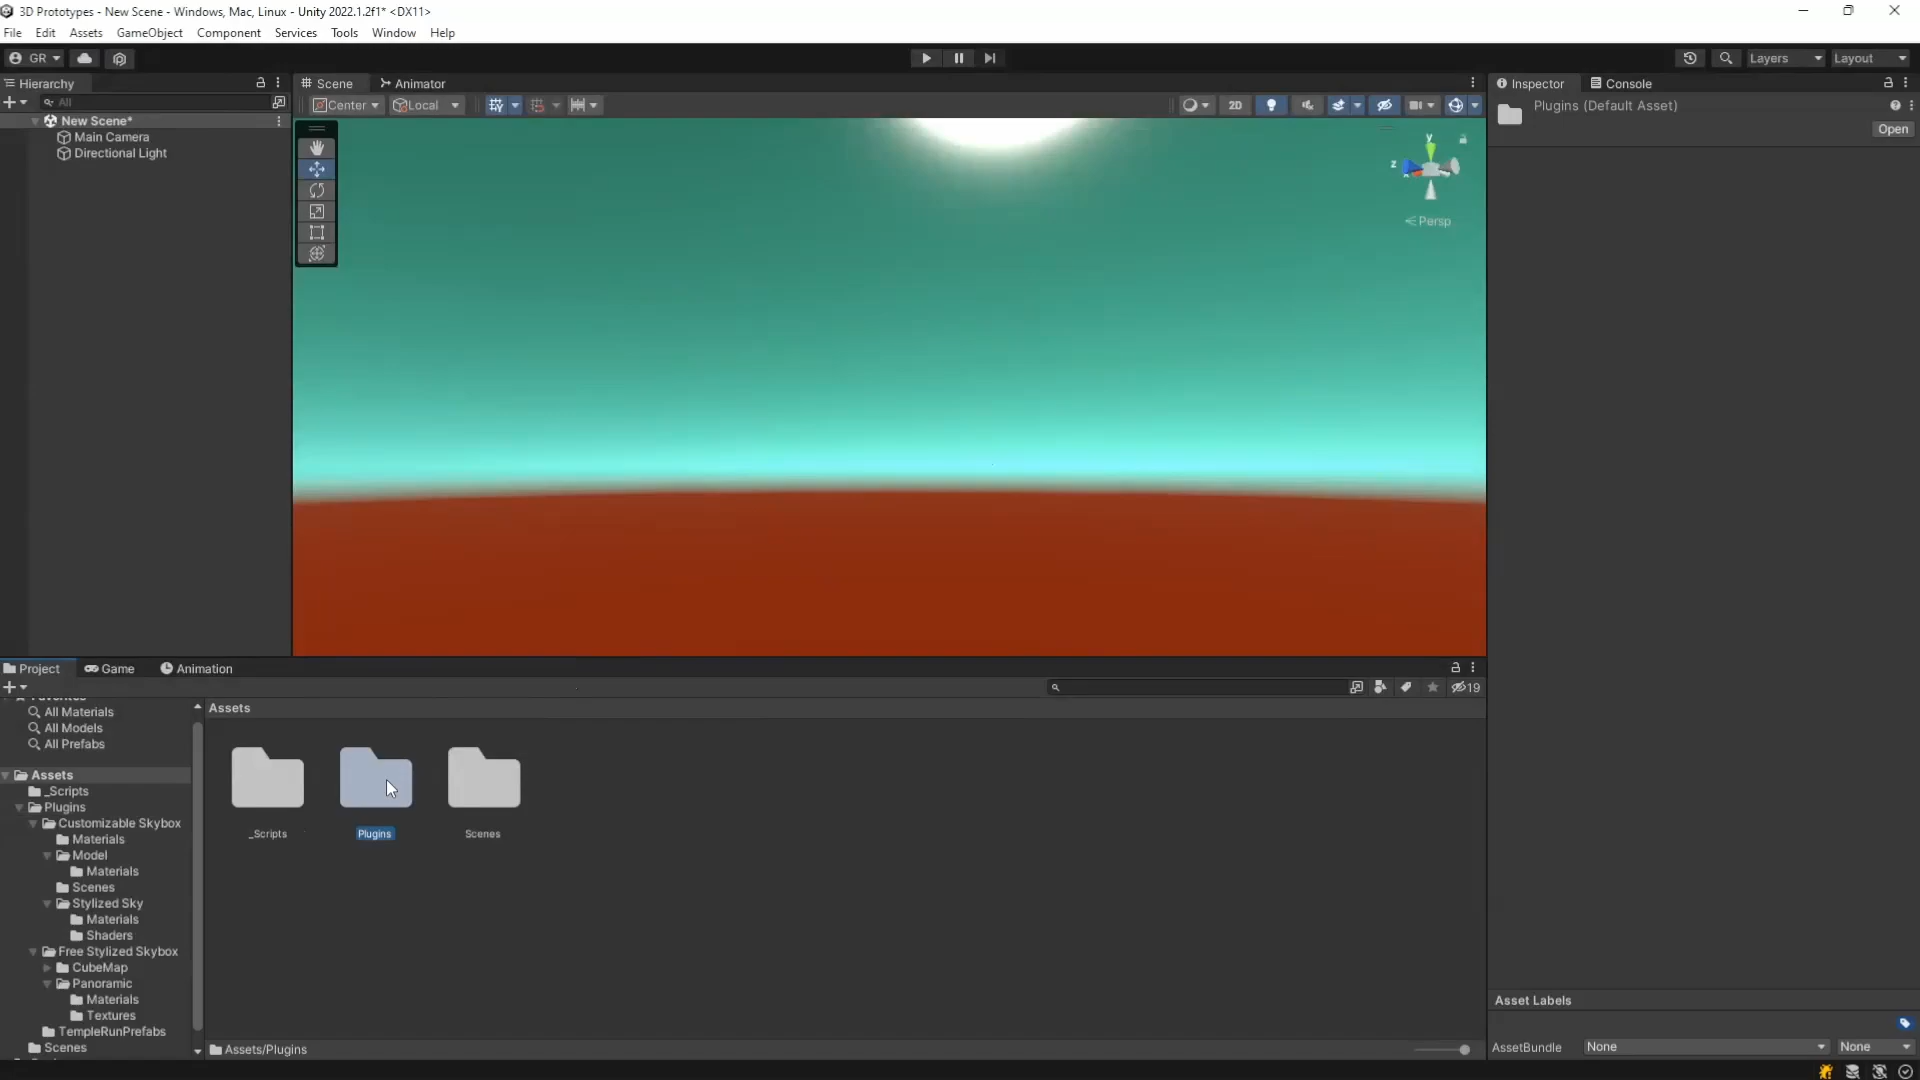 3D Prototypes - New Scene - Windows, Mac, Linux - Unity 2022.1.2f1* <DX11>
File Edit Assets GameObject Component Services Tools Window Help
GR Layers Layout
Hierarchy Scene Animator Inspector Console
All Center Local 2D
Plugins (Default Asset)
Open
New Scene*
Main Camera
Directional Light
y
z
x
Persp
Project Game Animation
19
Favorites
All Materials
All Models
All Prefabs
Assets
_Scripts
Plugins
Customizable Skybox
Materials
Model
Materials
Scenes
Stylized Sky
Materials
Shaders
Free Stylized Skybox
CubeMap
Panoramic
Materials
Textures
TempleRunPrefabs
Scenes
Assets
_Scripts Plugins Scenes
Assets/Plugins
Asset Labels
AssetBundle None None